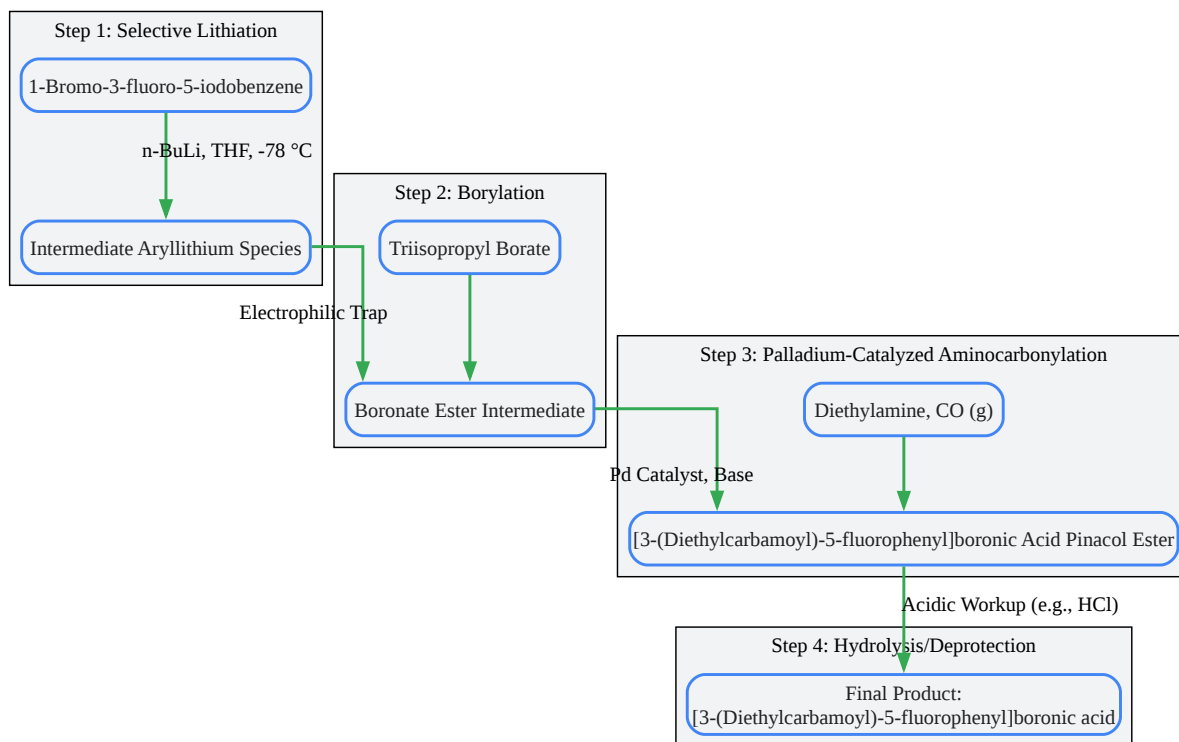 Step 1: Selective Lithiation
1-Bromo-3-fluoro-5-iodobenzene
n-BuLi, THF, -78 °C
Intermediate Aryllithium Species
Step 2: Borylation
Triisopropyl Borate
Electrophilic Trap
Boronate Ester Intermediate
Step 3: Palladium-Catalyzed Aminocarbonylation
Diethylamine, CO (g)
Pd Catalyst, Base
[3-(Diethylcarbamoyl)-5-fluorophenyl]boronic Acid Pinacol Ester
Acidic Workup (e.g., HCl)
Step 4: Hydrolysis/Deprotection
Final Product:
[3-(Diethylcarbamoyl)-5-fluorophenyl]boronic acid